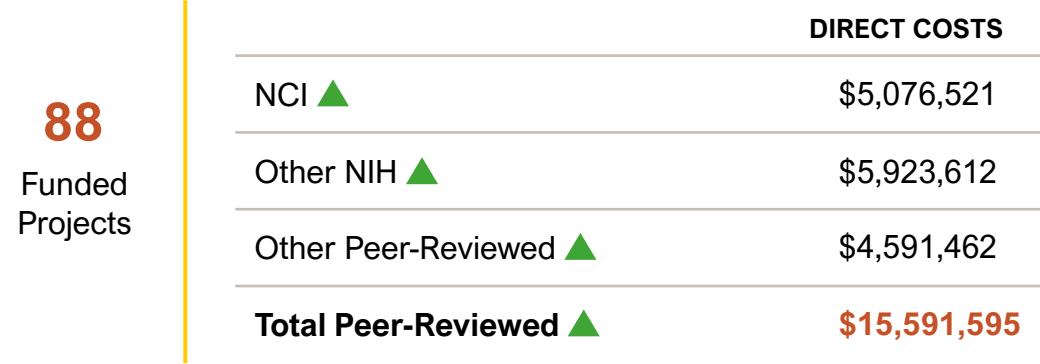 88
Funded
Projects
DIRECT COSTS
NCI $5,076,521
Other NIH $5,923,612
Other Peer-Reviewed $4,591,462
Total Peer-Reviewed $15,591,595